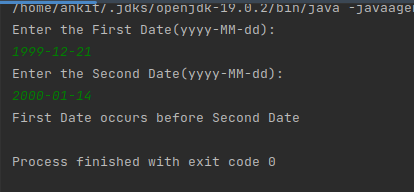 /home/ankit/.jdks/openjdk-19.0.2/bin/java -javaagen
Enter the First Date(yyyy-MM-dd):
1999-12-21
Enter the Second Date(yyyy-MM-dd):
2000-01-14
First Date occurs before Second Date
Process finished with exit code 0